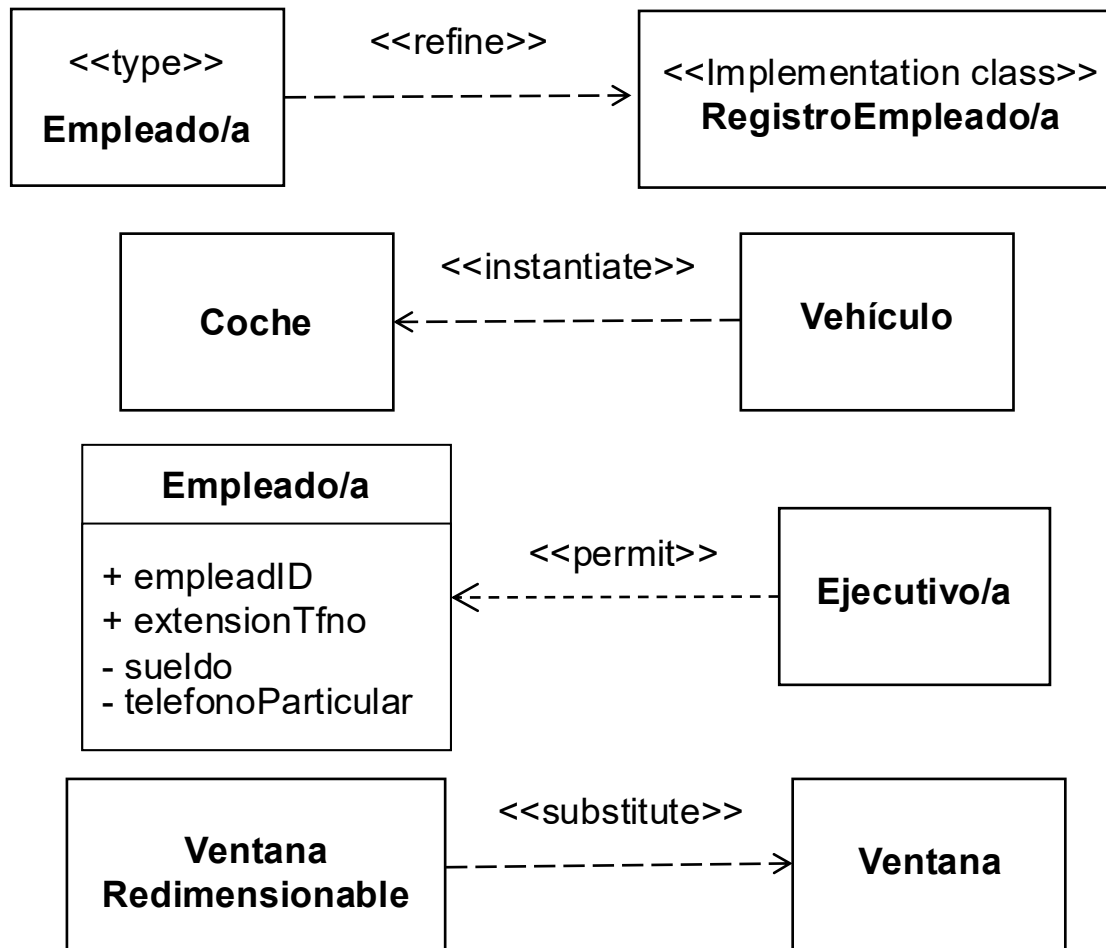 <<type>>
Empleado/a
<<refine>>
<<Implementation class>>
RegistroEmpleado/a
Coche
<<instantiate>>
Vehículo
Empleado/a
+ empleadID
+ extensionTfno
- sueldo
- telefonoParticular
<<permit>>
Ejecutivo/a
Ventana
Redimensionable
<<substitute>>
Ventana